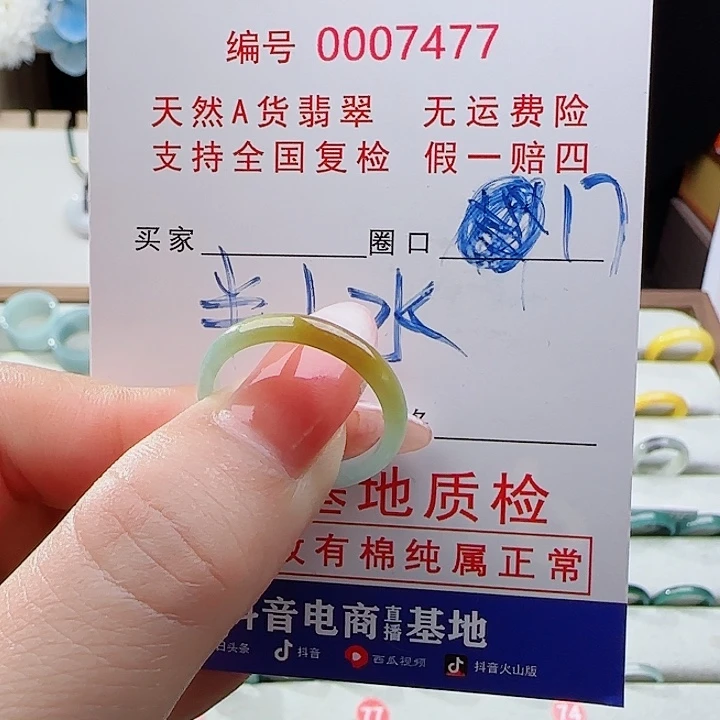 编号 0007477
天然A货翡翠 无运费险
支持全国复检 假一赔四
买家 圈口 17
地质检
有棉纯属正常
抖音电商直播基地
头条 抖音 西瓜视频 抖音火山版
77 74